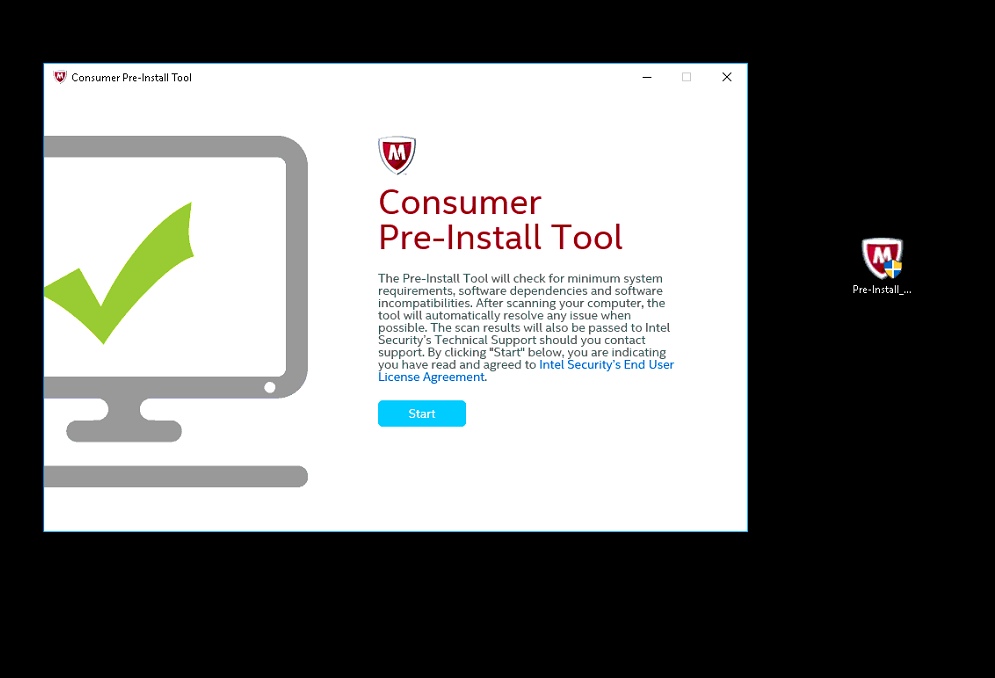 Consumer Pre-Install Tool
Consumer
Pre-Install Tool
The Pre-Install Tool will check for minimum system
requirements, software dependencies and software
incompatibilities. After scanning your computer, the
tool will automatically resolve any issue when
possible. The scan results will also be passed to Intel
Security's Technical Support should you contact
support. By clicking "Start" below, you are indicating
you have read and agreed to Intel Security's End User
License Agreement.
Start
Pre-Install_...